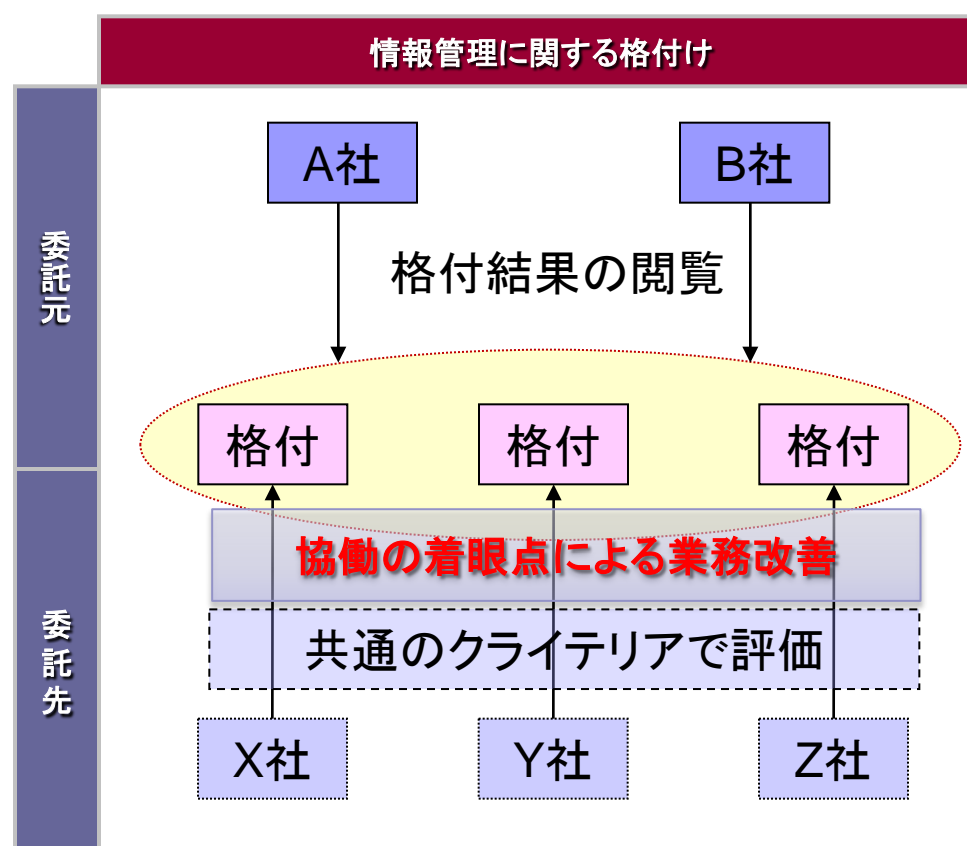 情報管理に関する格付け
委託元
A社
B社
格付結果の閲覧
格付
格付
格付
委託先
協働の着眼点による業務改善
共通のクライテリアで評価
X社
Y社
Z社